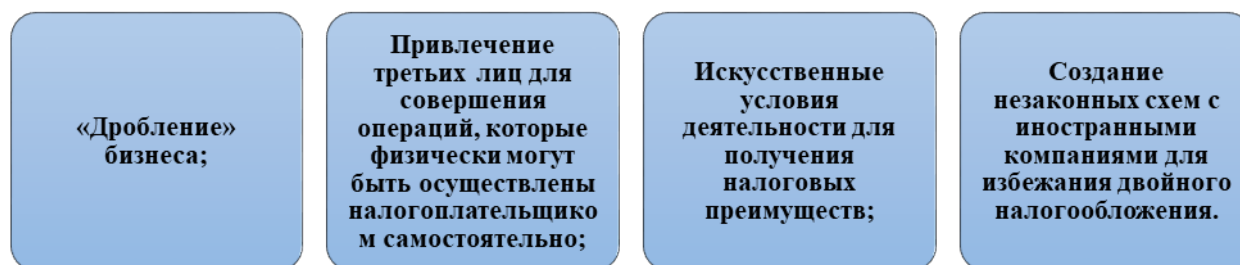 «Дробление»
бизнеса;
Привлечение
третьих лиц для
совершения
операций, которые
физически могут
быть осуществлены
налогоплательщико
м самостоятельно;
Искусственные
условия
деятельности для
получения
налоговых
преимуществ;
Создание
незаконных схем с
иностранными
компаниями для
избежания двойного
налогообложения.